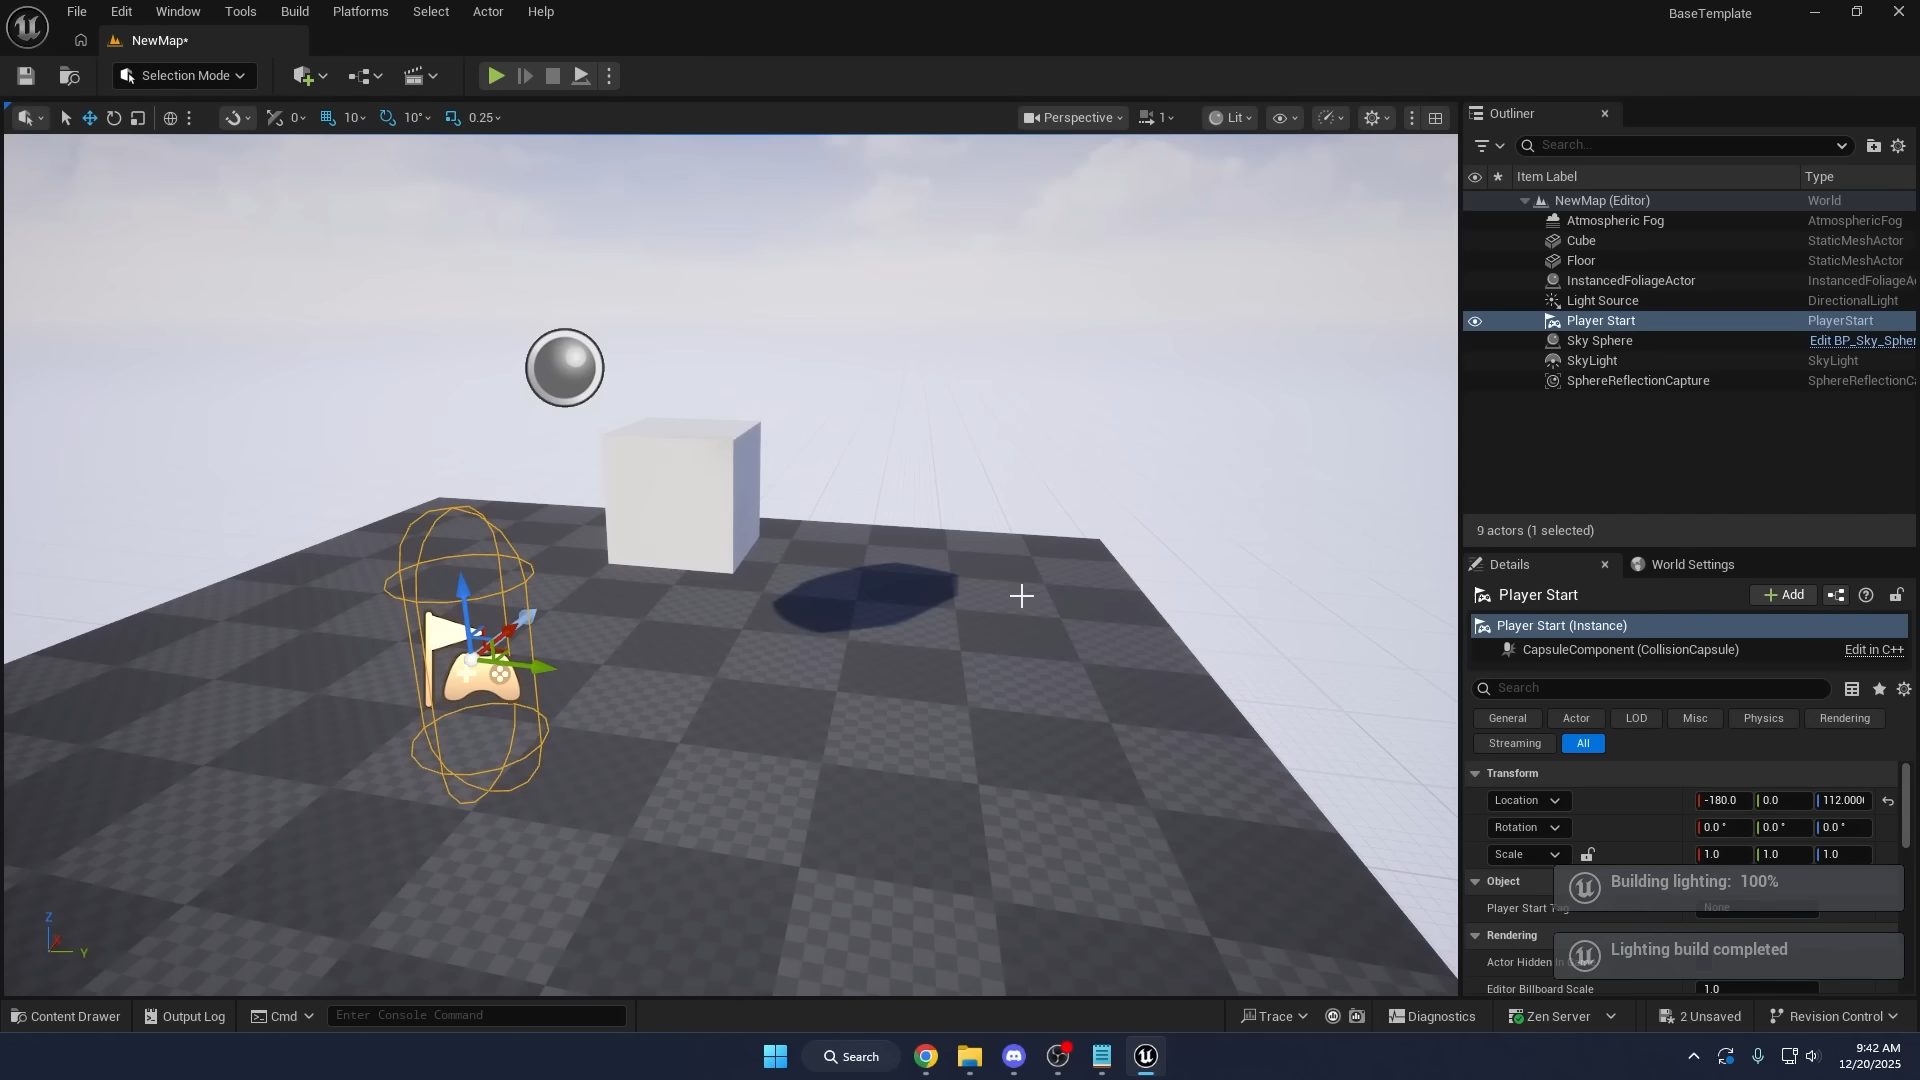 File Edit Window Tools Build Platforms Select Actor Help
BaseTemplate
NewMap*
Selection Mode
0 10 10° 0.25
Perspective 1 Lit
Outliner
Search...
Item Label Type
NewMap (Editor) World
Atmospheric Fog AtmosphericFog
Cube StaticMeshActor
Floor StaticMeshActor
InstancedFoliageActor InstancedFoliageAc
Light Source DirectionalLight
Player Start PlayerStart
Sky Sphere Edit BP_Sky_Spher
SkyLight SkyLight
SphereReflectionCapture SphereReflectionCa
9 actors (1 selected)
Details World Settings
Player Start Add
Player Start (Instance)
CapsuleComponent (CollisionCapsule) Edit in C++
Search
General Actor LOD Misc Physics Rendering
Streaming All
Transform
Location -180.0 0.0 112.000
Rotation 0.0 ° 0.0 ° 0.0 °
Scale 1.0 1.0 1.0
Object
Building lighting: 100%
Player Start Tag None
Rendering
Lighting build completed
Actor Hidden In
Editor Billboard Scale 1.0
Z
X
Y
Content Drawer Output Log Cmd Enter Console Command Trace Diagnostics Zen Server 2 Unsaved Revision Control
Search
9:42 AM
12/20/2025